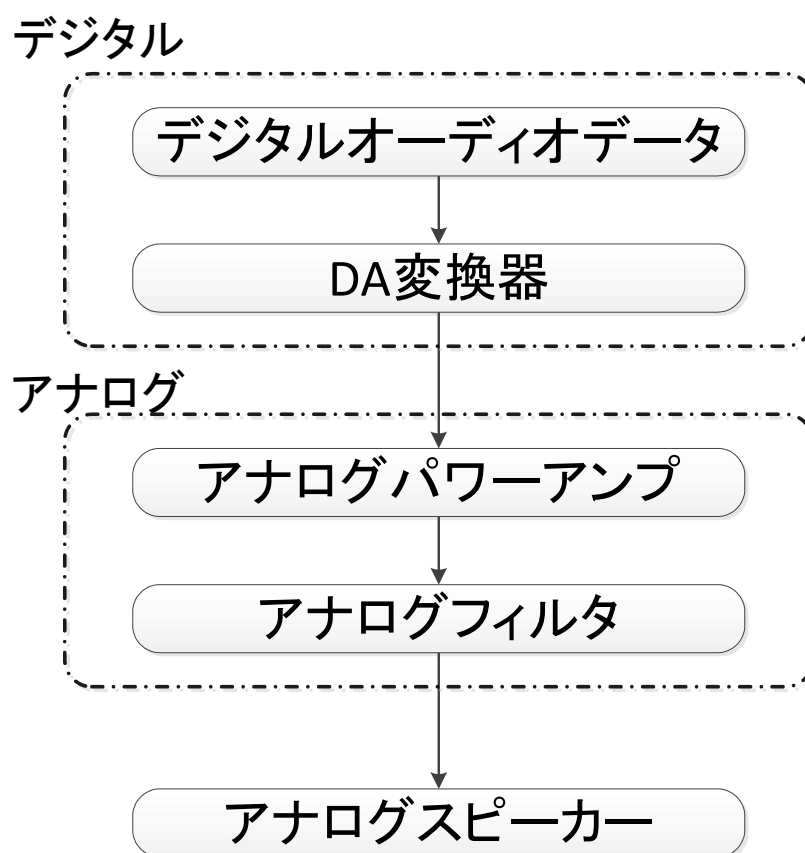 デジタル
デジタルオーディオデータ
DA変換器
アナログ
アナログパワーアンプ
アナログフィルタ
アナログスピーカー